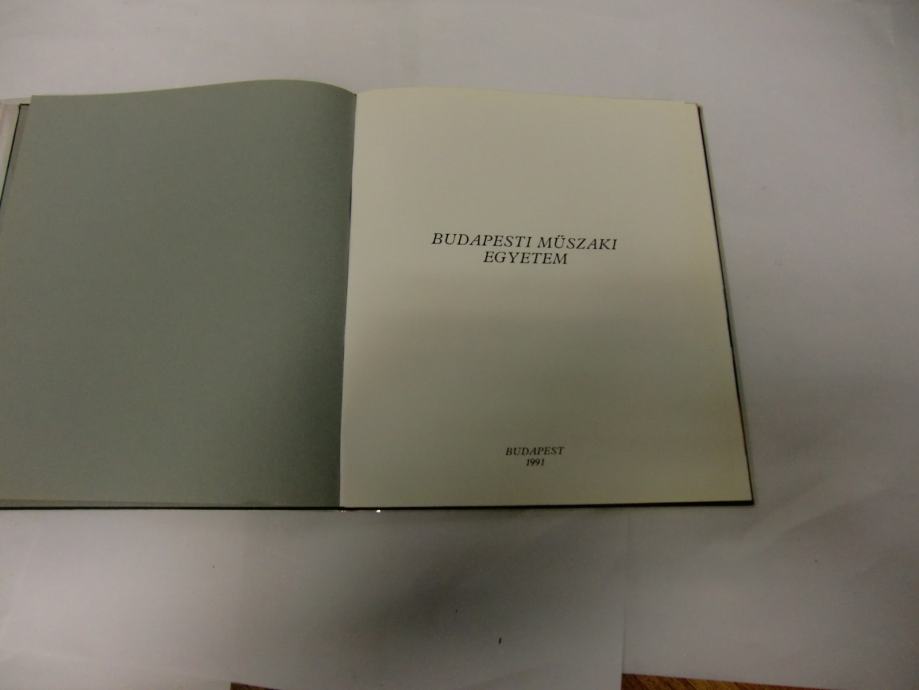 BUDAPESTI MŰSZAKI
EGYETEM
BUDAPEST
1991